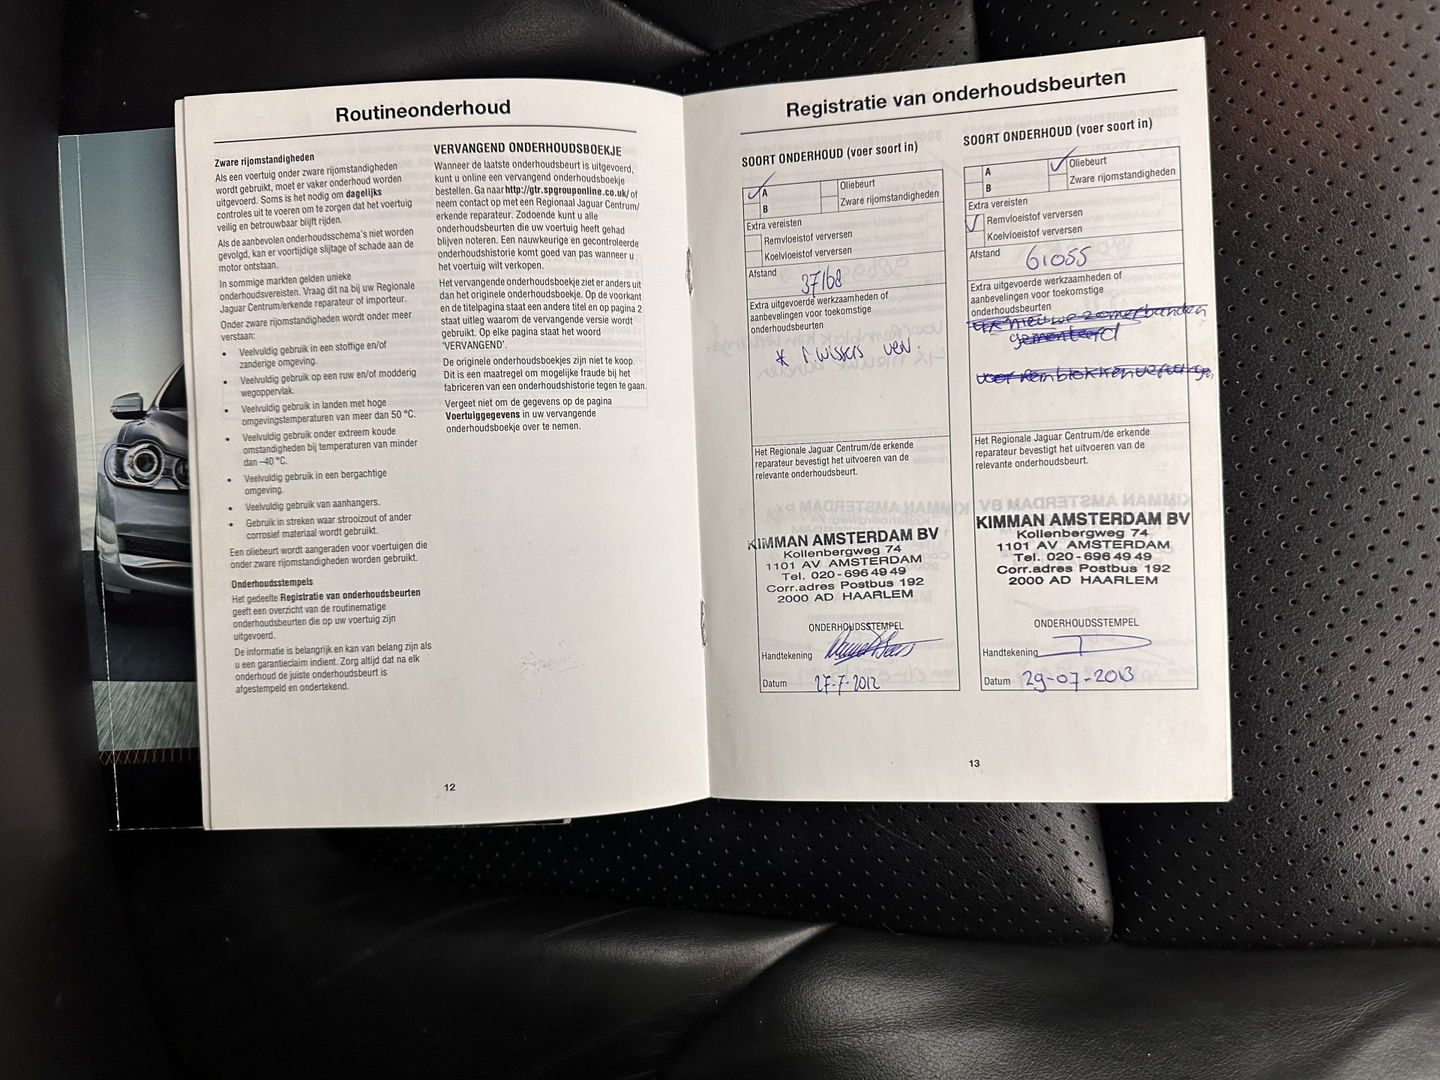 Routineonderhoud
Zware rijomstandigheden
Als een voertuig onder zware rijomstandigheden
wordt gebruikt, moet er vaker onderhoud worden
uitgevoerd. Soms is het nodig om dagelijks
controles uit te voeren om te zorgen dat het voertuig
veilig en betrouwbaar blijft rijden.
Als de aanbevolen onderhoudsschema's niet worden
gevolgd, kan er voortijdige slijtage of schade aan de
motor ontstaan.
In sommige markten gelden unieke
onderhoudsvereisten. Vraag dit na bij uw Regionale
Jaguar Centrum/erkende reparateur of importeur.
Onder zware rijomstandigheden wordt onder meer
verstaan:
• Veelvuldig gebruik in een stoffige en/of
zanderige omgeving.
• Veelvuldig gebruik op een ruw en/of modderig
wegoppervlak.
• Veelvuldig gebruik in landen met hoge
omgevingstemperaturen van meer dan 50 °C.
• Veelvuldig gebruik onder extreem koude
omstandigheden bij temperaturen van minder
dan –40 °C.
• Veelvuldig gebruik in een bergachtige
omgeving.
• Veelvuldig gebruik van aanhangers.
• Gebruik in streken waar strooizout of ander
corrosief materiaal wordt gebruikt.
Een oliebeurt wordt aangeraden voor voertuigen die
onder zware rijomstandigheden worden gebruikt.
Onderhoudsstempels
Het gedeelte Registratie van onderhoudsbeurten
geeft een overzicht van de routinematige
onderhoudsbeurten die op uw voertuig zijn
uitgevoerd.
De informatie is belangrijk en kan van belang zijn als
u een garantieclaim indient. Zorg altijd dat na elk
onderhoud de juiste onderhoudsbeurt is
afgestempeld en ondertekend.
VERVANGEND ONDERHOUDSBOEKJE
Wanneer de laatste onderhoudsbeurt is uitgevoerd,
kunt u online een vervangend onderhoudsboekje
bestellen. Ga naar http://gtr.spgrouponline.co.uk/ of
neem contact op met een Regionaal Jaguar Centrum/
erkende reparateur. Zodoende kunt u alle
onderhoudsbeurten die uw voertuig heeft gehad
blijven noteren. Een nauwkeurige en gecontroleerde
onderhoudshistorie komt goed van pas wanneer u
het voertuig wilt verkopen.
Het vervangende onderhoudsboekje ziet er anders uit
dan het originele onderhoudsboekje. Op de voorkant
en de titelpagina staat een andere titel en op pagina 2
staat uitleg waarom de vervangende versie wordt
gebruikt. Op elke pagina staat het woord
'VERVANGEND'.
De originele onderhoudsboekjes zijn niet te koop.
Dit is een maatregel om mogelijke fraude bij het
fabriceren van een onderhoudshistorie tegen te gaan.
Vergeet niet om de gegevens op de pagina
Voertuiggegevens in uw vervangende
onderhoudsboekje over te nemen.
12
Registratie van onderhoudsbeurten
SOORT ONDERHOUD (voer soort in)
A Oliebeurt
B Zware rijomstandigheden
Extra vereisten
Remvloeistof verversen
Koelvloeistof verversen
Afstand 37168
Extra uitgevoerde werkzaamheden of
aanbevelingen voor toekomstige
onderhoudsbeurten
* r. wissers ver.
Het Regionale Jaguar Centrum/de erkende
reparateur bevestigt het uitvoeren van de
relevante onderhoudsbeurt.
KIMMAN AMSTERDAM BV
Kollenbergweg 74
1101 AV AMSTERDAM
Tel. 020 - 696 49 49
Corr.adres Postbus 192
2000 AD HAARLEM
ONDERHOUDSSTEMPEL
Handtekening
Datum 27-7-2012
SOORT ONDERHOUD (voer soort in)
A Oliebeurt
B Zware rijomstandigheden
Extra vereisten
Remvloeistof verversen
Koelvloeistof verversen
Afstand 61055
Extra uitgevoerde werkzaamheden of
aanbevelingen voor toekomstige
onderhoudsbeurten
nieuwe zomerbanden
gemonteerd
voor remblokken
Het Regionale Jaguar Centrum/de erkende
reparateur bevestigt het uitvoeren van de
relevante onderhoudsbeurt.
KIMMAN AMSTERDAM BV
Kollenbergweg 74
1101 AV AMSTERDAM
Tel. 020 - 696 49 49
Corr.adres Postbus 192
2000 AD HAARLEM
ONDERHOUDSSTEMPEL
Handtekening
Datum 29-07-2013
13